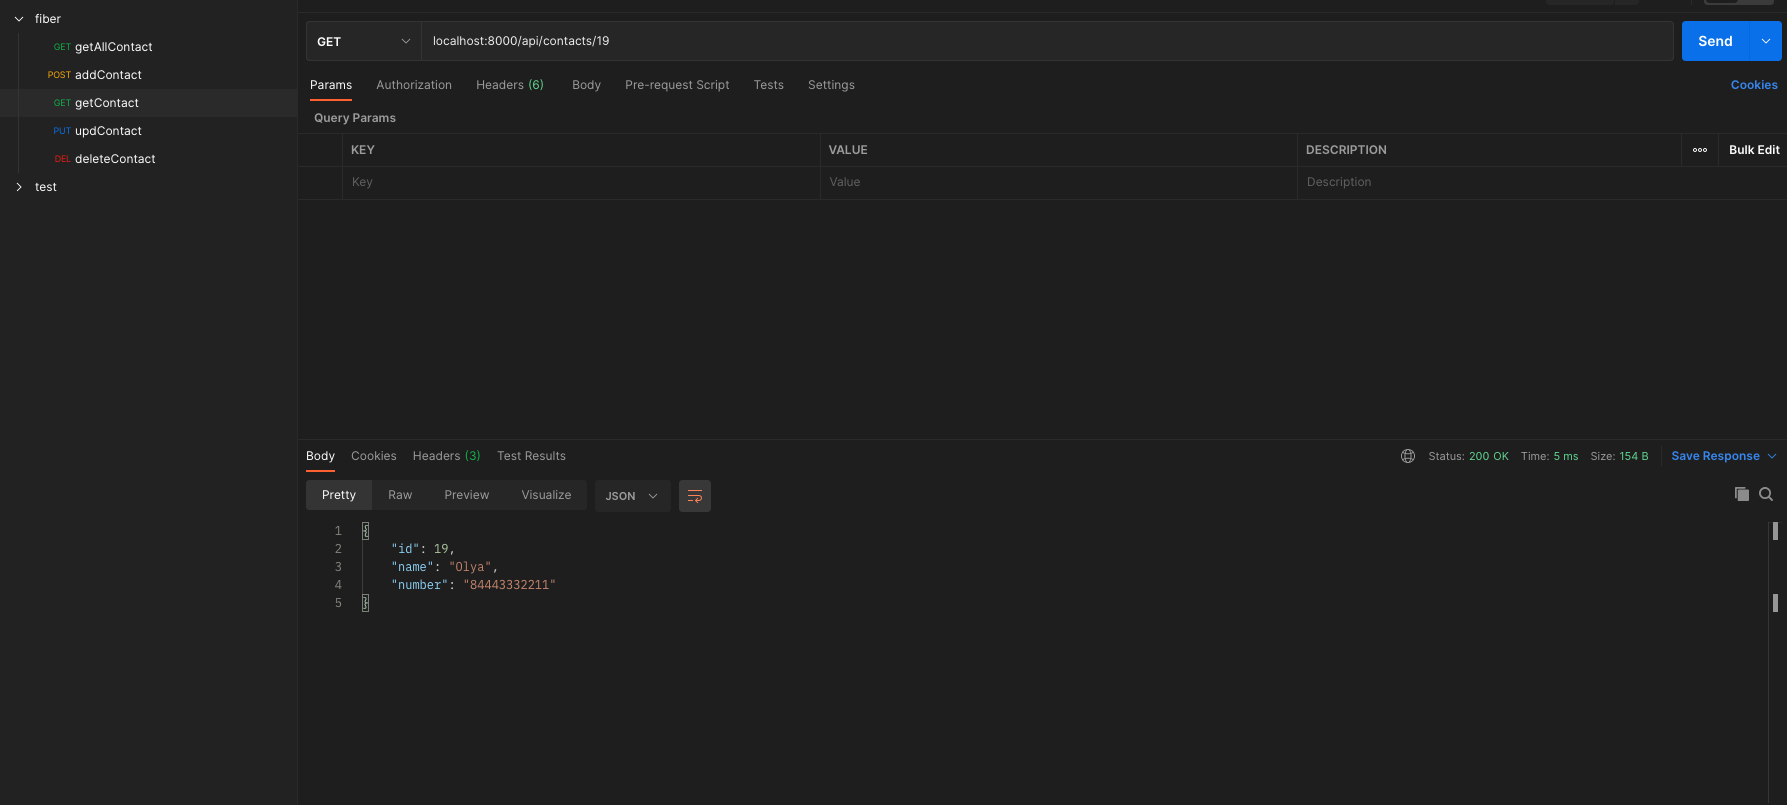 fiber
GET getAllContact
POST addContact
GET getContact
PUT updContact
DEL deleteContact
test
GET localhost:8000/api/contacts/19 Send
Params Authorization Headers (6) Body Pre-request Script Tests Settings Cookies
Query Params
KEY VALUE DESCRIPTION ooo Bulk Edit
Key Value Description
Body Cookies Headers (3) Test Results Status: 200 OK Time: 5 ms Size: 154 B Save Response
Pretty Raw Preview Visualize JSON
1 {
2 "id": 19,
3 "name": "Olya",
4 "number": "84443332211"
5 }